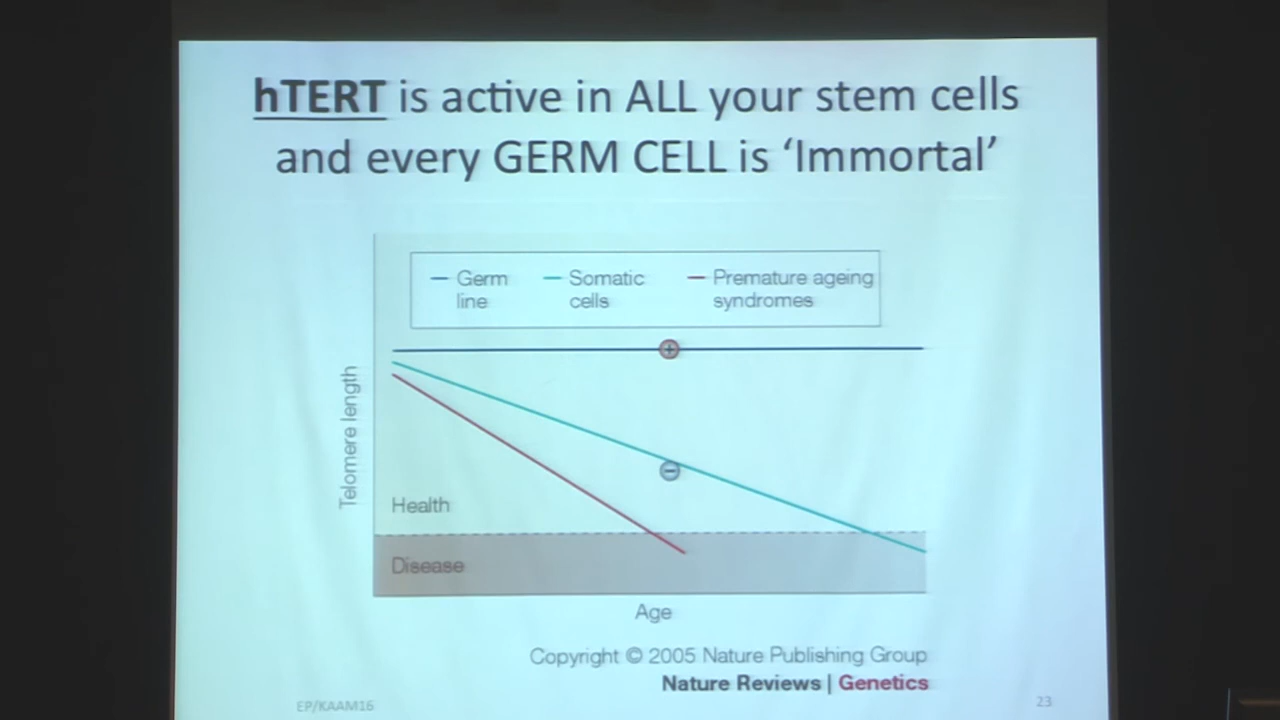 hTERT is active in ALL your stem cells
and every GERM CELL is ‘Immortal’
Germ line
Somatic cells
Premature ageing syndromes
Telomere length
Health
Disease
Age
Copyright © 2005 Nature Publishing Group
Nature Reviews | Genetics
EP/KAAM16
23